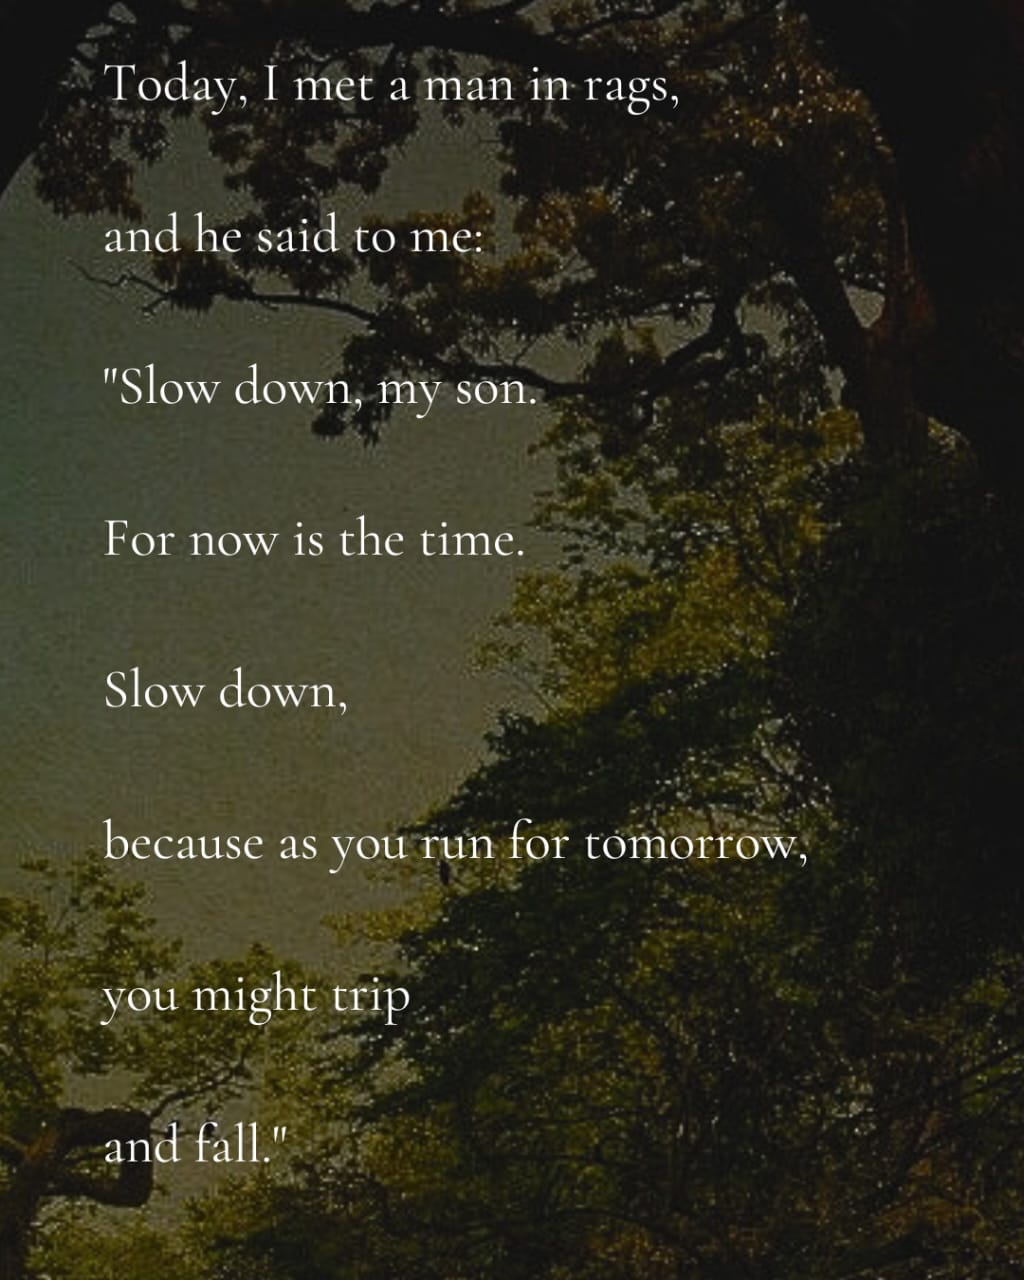 Today, I met a man in rags,
and he said to me:
"Slow down, my son.
For now is the time.
Slow down,
because as you run for tomorrow,
you might trip
and fall."